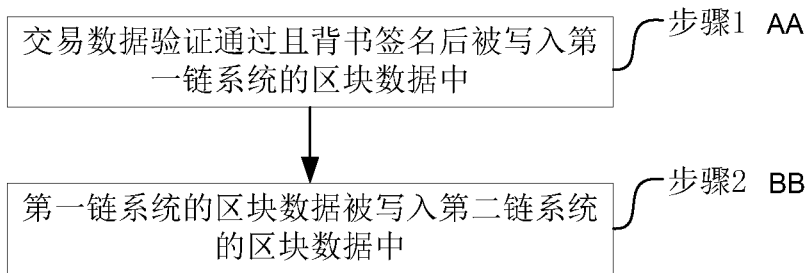 交易数据验证通过且背书签名后被写入第
一链系统的区块数据中
步骤1 AA
第一链系统的区块数据被写入第二链系统
的区块数据中
步骤2 BB